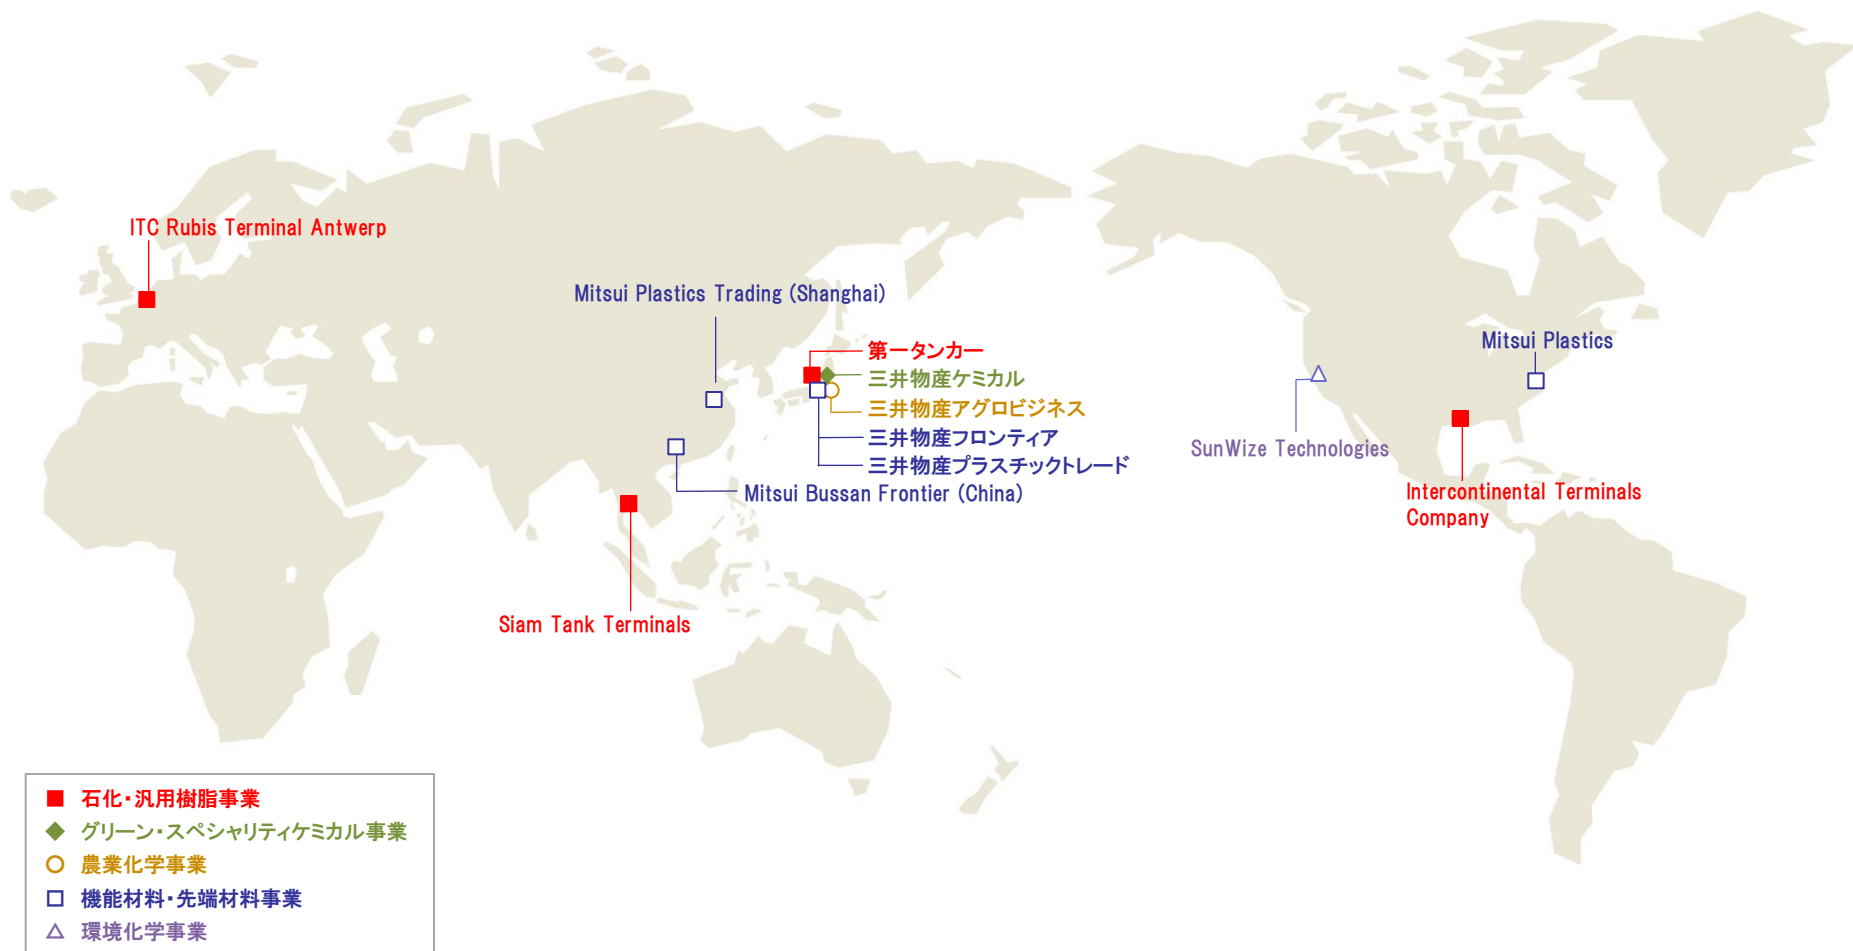 ITC Rubis Terminal Antwerp
Mitsui Plastics Trading (Shanghai)
第一タンカー
三井物産ケミカル
三井物産アグロビジネス
三井物産フロンティア
三井物産プラスチックトレード
Mitsui Bussan Frontier (China)
Siam Tank Terminals
Mitsui Plastics
SunWize Technologies
Intercontinental Terminals
Company
石化・汎用樹脂事業
グリーン・スペシャリティケミカル事業
農業化学事業
機能材料・先端材料事業
環境化学事業